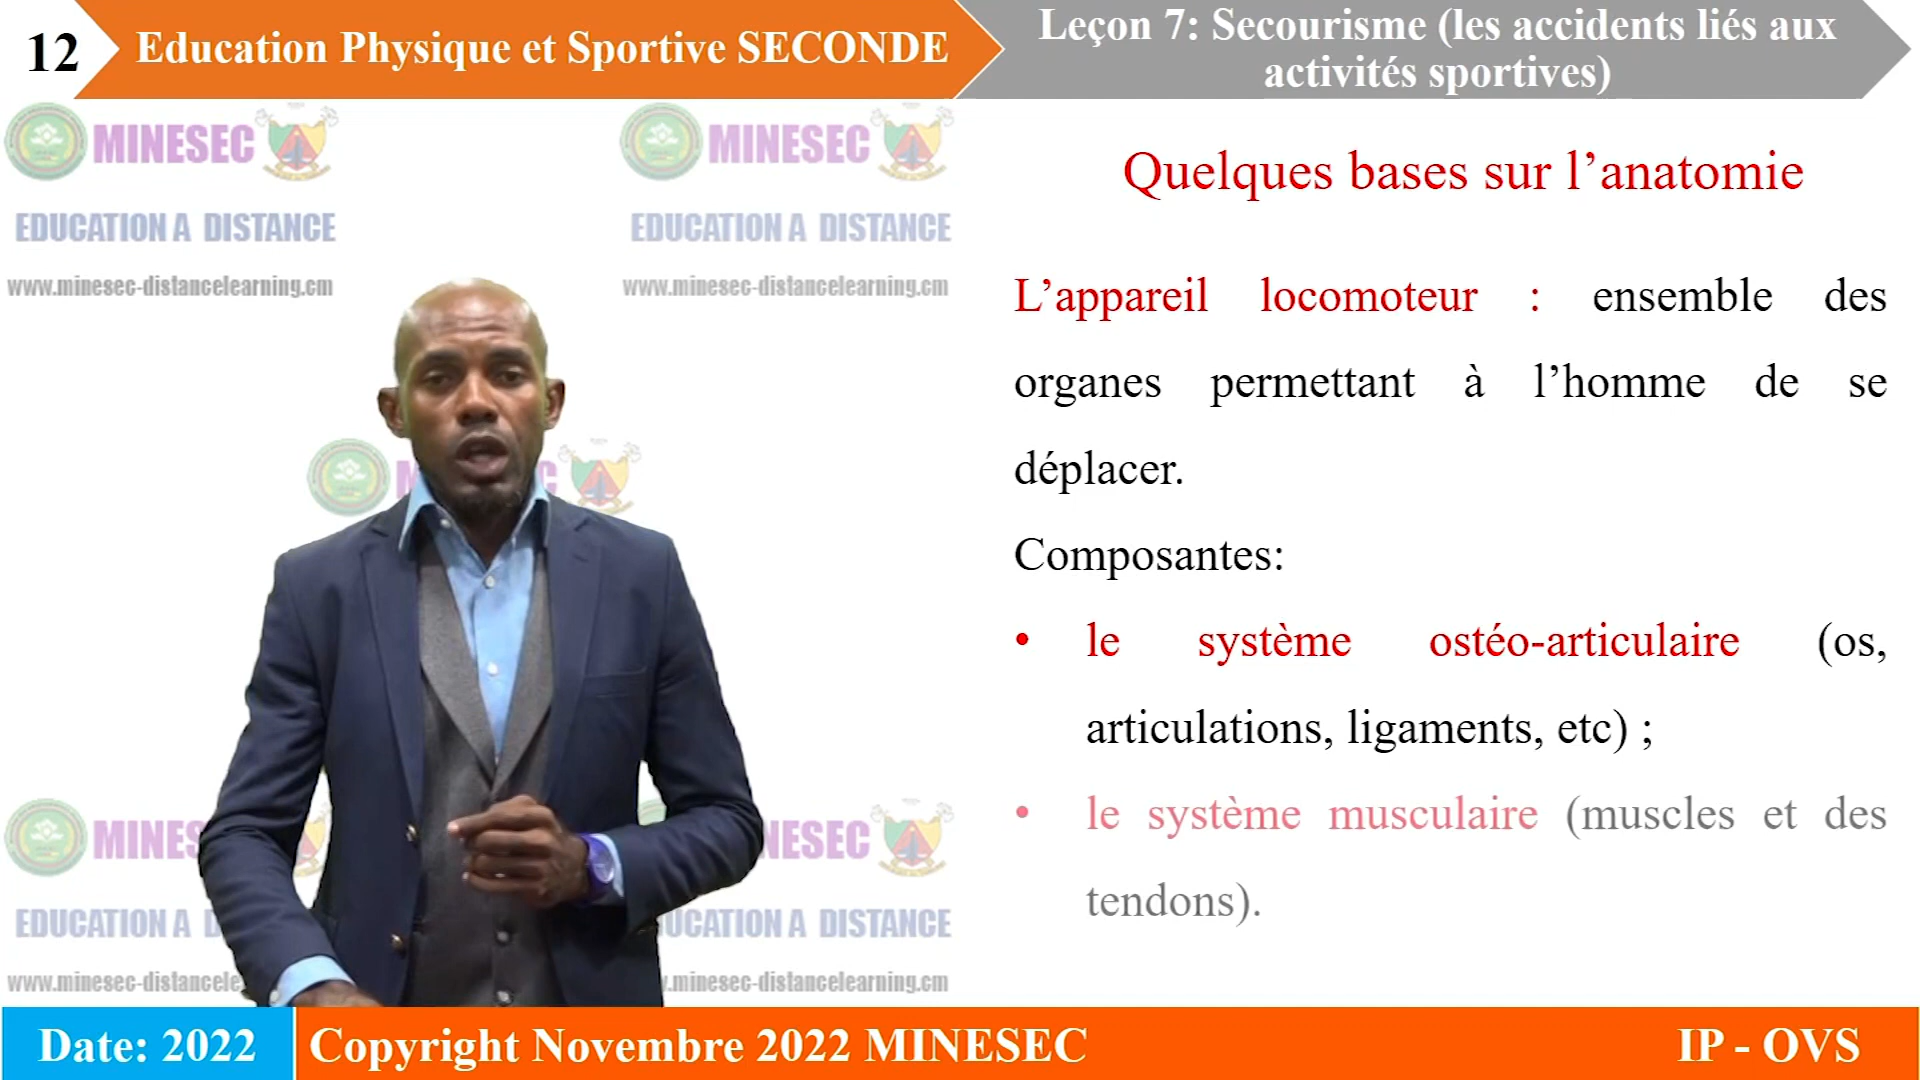 12
Education Physique et Sportive SECONDE
Leçon 7: Secourisme (les accidents liés aux
activités sportives)
MINESEC
EDUCATION A DISTANCE
www.minesec-distancelearning.cm
MINESEC
EDUCATION A DISTANCE
www.minesec-distancelearning.cm
Quelques bases sur l’anatomie
L’appareil locomoteur : ensemble des
organes permettant à l’homme de se
déplacer.
Composantes:
• le système ostéo-articulaire (os,
articulations, ligaments, etc) ;
• le système musculaire (muscles et des
tendons).
M C
MINES
EDUCATION A D
www.minesec-distancele
NESEC
UCATION A DISTANCE
.minesec-distancelearning.cm
Date: 2022
Copyright Novembre 2022 MINESEC
IP - OVS